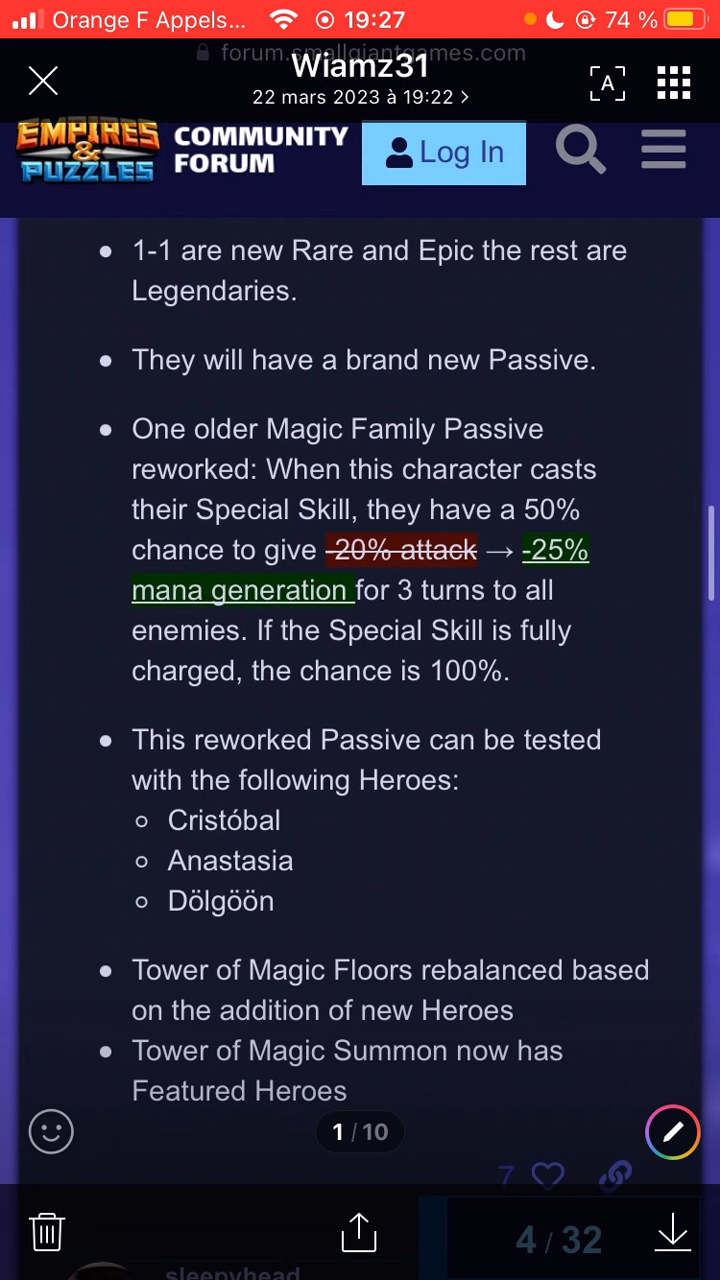 Orange F Appels... 19:27 74 %
forum.smallgiantgames.com
Wiamz31
22 mars 2023 à 19:22 >
A
EMPIRES
&
PUZZLES
COMMUNITY
FORUM
Log In
• 1-1 are new Rare and Epic the rest are
Legendaries.
• They will have a brand new Passive.
• One older Magic Family Passive
reworked: When this character casts
their Special Skill, they have a 50%
chance to give -20% attack → -25%
mana generation for 3 turns to all
enemies. If the Special Skill is fully
charged, the chance is 100%.
• This reworked Passive can be tested
with the following Heroes:
○ Cristóbal
○ Anastasia
○ Dölgöön
• Tower of Magic Floors rebalanced based
on the addition of new Heroes
• Tower of Magic Summon now has
Featured Heroes
1 / 10
7
4 / 32
sleepyhead